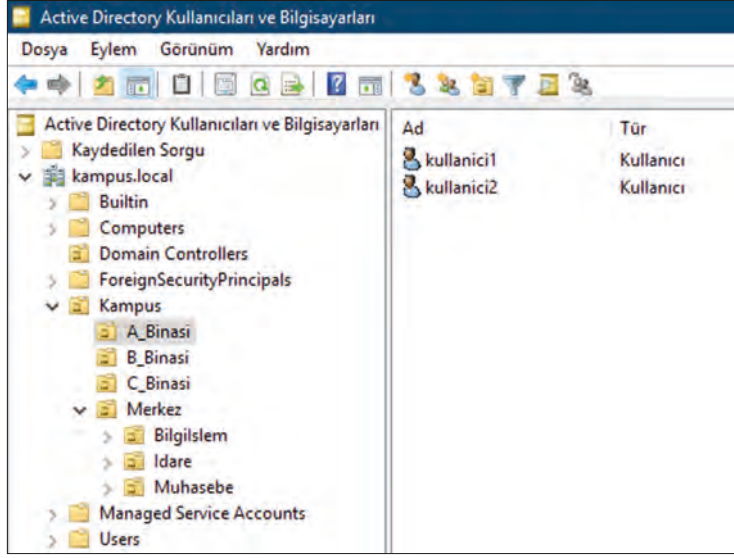 Active Directory Kullanıcıları ve Bilgisayarları
Dosya Eylem Görünüm Yardım
Active Directory Kullanıcıları ve Bilgisayarları
Kaydedilen Sorgu
kampus.local
Builtin
Computers
Domain Controllers
ForeignSecurityPrincipals
Kampus
A_Binasi
B_Binasi
C_Binasi
Merkez
BilgiIslem
Idare
Muhasebe
Managed Service Accounts
Users
Ad Tür
kullanici1 Kullanıcı
kullanici2 Kullanıcı